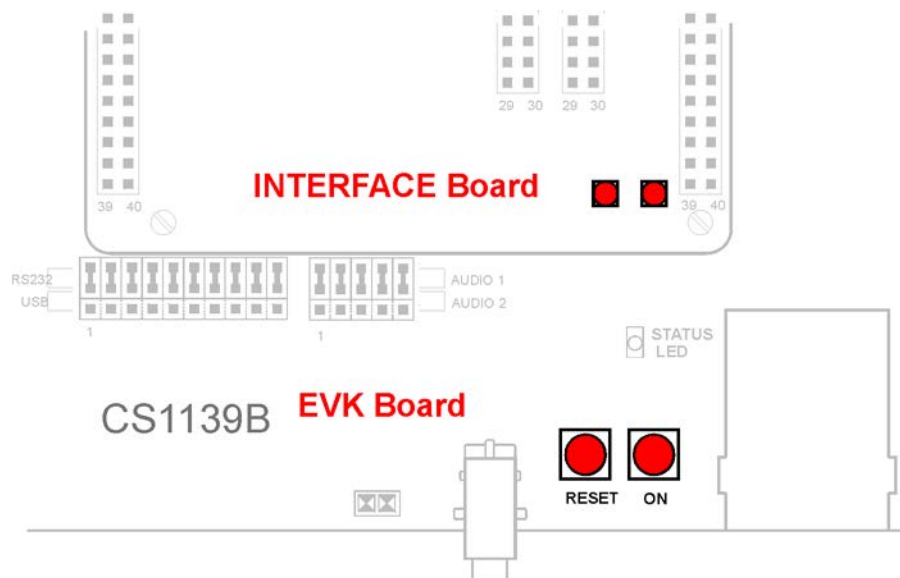 29 30 29 30
INTERFACE Board
39 40 39 40
RS232 AUDIO 1
USB AUDIO 2
1 1
STATUS
LED
EVK Board
CS1139B
RESET ON